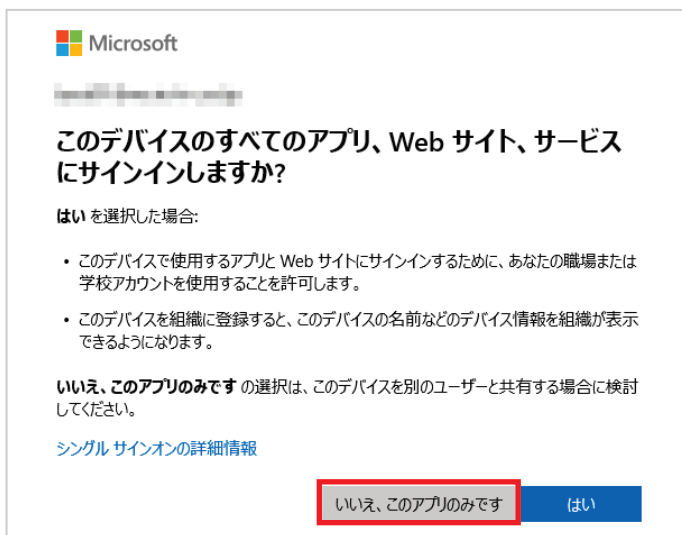 Microsoft
このデバイスのすべてのアプリ、Web サイト、サービス
にサインインしますか?
はい を選択した場合:
• このデバイスで使用するアプリと Web サイトにサインインするために、あなたの職場または
学校アカウントを使用することを許可します。
• このデバイスを組織に登録すると、このデバイスの名前などのデバイス情報を組織が表示
できるようになります。
いいえ、このアプリのみです の選択は、このデバイスを別のユーザーと共有する場合に検討
してください。
シングル サインオンの詳細情報
いいえ、このアプリのみです はい